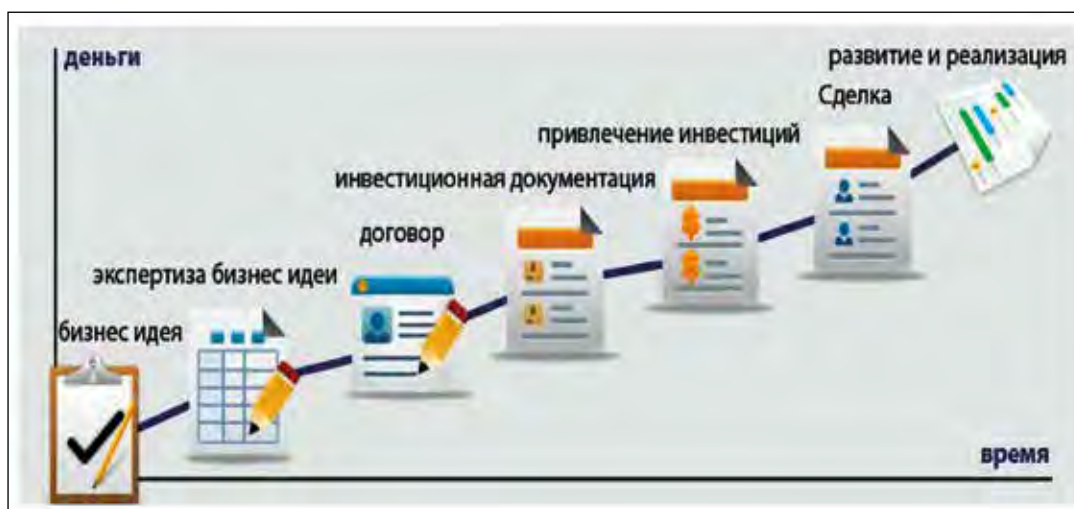 деньги
развитие и реализация
Сделка
привлечение инвестиций
инвестиционная документация
договор
экспертиза бизнес идеи
бизнес идея
время